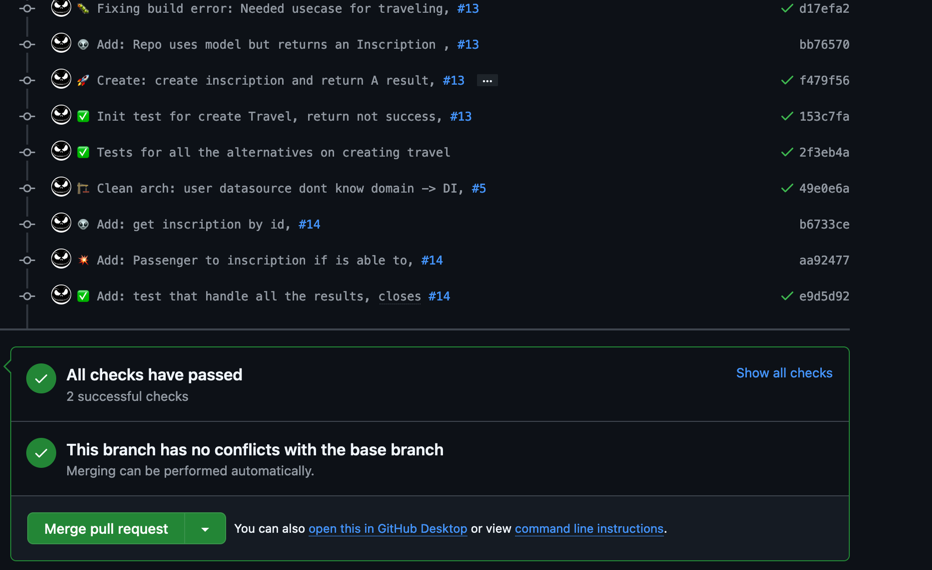 Fixing build error: Needed usecase for traveling, #13 d17efa2
Add: Repo uses model but returns an Inscription , #13 bb76570
Create: create inscription and return A result, #13 … f479f56
Init test for create Travel, return not success, #13 153c7fa
Tests for all the alternatives on creating travel 2f3eb4a
Clean arch: user datasource dont know domain -> DI, #5 49e0e6a
Add: get inscription by id, #14 b6733ce
Add: Passenger to inscription if is able to, #14 aa92477
Add: test that handle all the results, closes #14 e9d5d92
All checks have passed
Show all checks
2 successful checks
This branch has no conflicts with the base branch
Merging can be performed automatically.
Merge pull request You can also open this in GitHub Desktop or view command line instructions.